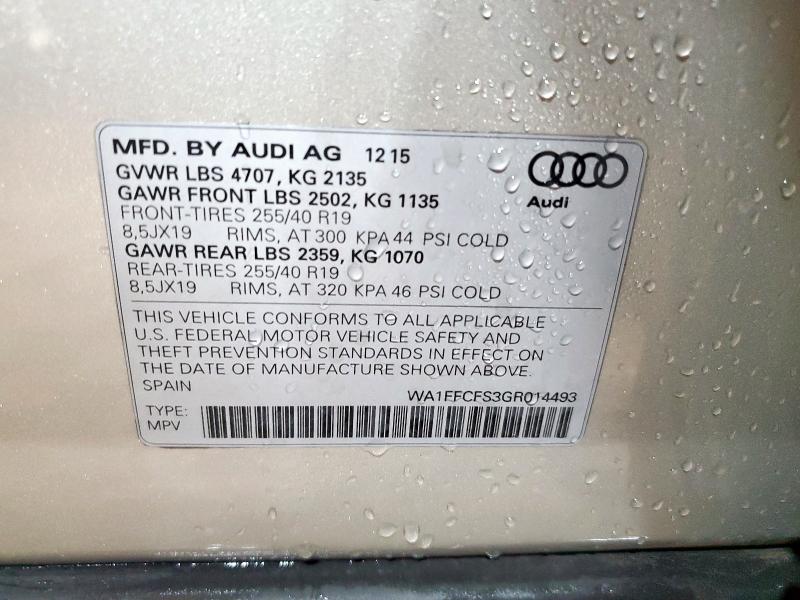 MFD. BY AUDI AG 12 15
GVWR LBS 4707, KG 2135
GAWR FRONT LBS 2502, KG 1135
FRONT-TIRES 255/40 R19
8,5JX19 RIMS, AT 300 KPA 44 PSI COLD
GAWR REAR LBS 2359, KG 1070
REAR-TIRES 255/40 R19
8,5JX19 RIMS, AT 320 KPA 46 PSI COLD
Audi
THIS VEHICLE CONFORMS TO ALL APPLICABLE
U.S. FEDERAL MOTOR VEHICLE SAFETY AND
THEFT PREVENTION STANDARDS IN EFFECT ON
THE DATE OF MANUFACTURE SHOWN ABOVE.
SPAIN
WA1EFCFS3GR014493
TYPE:
MPV